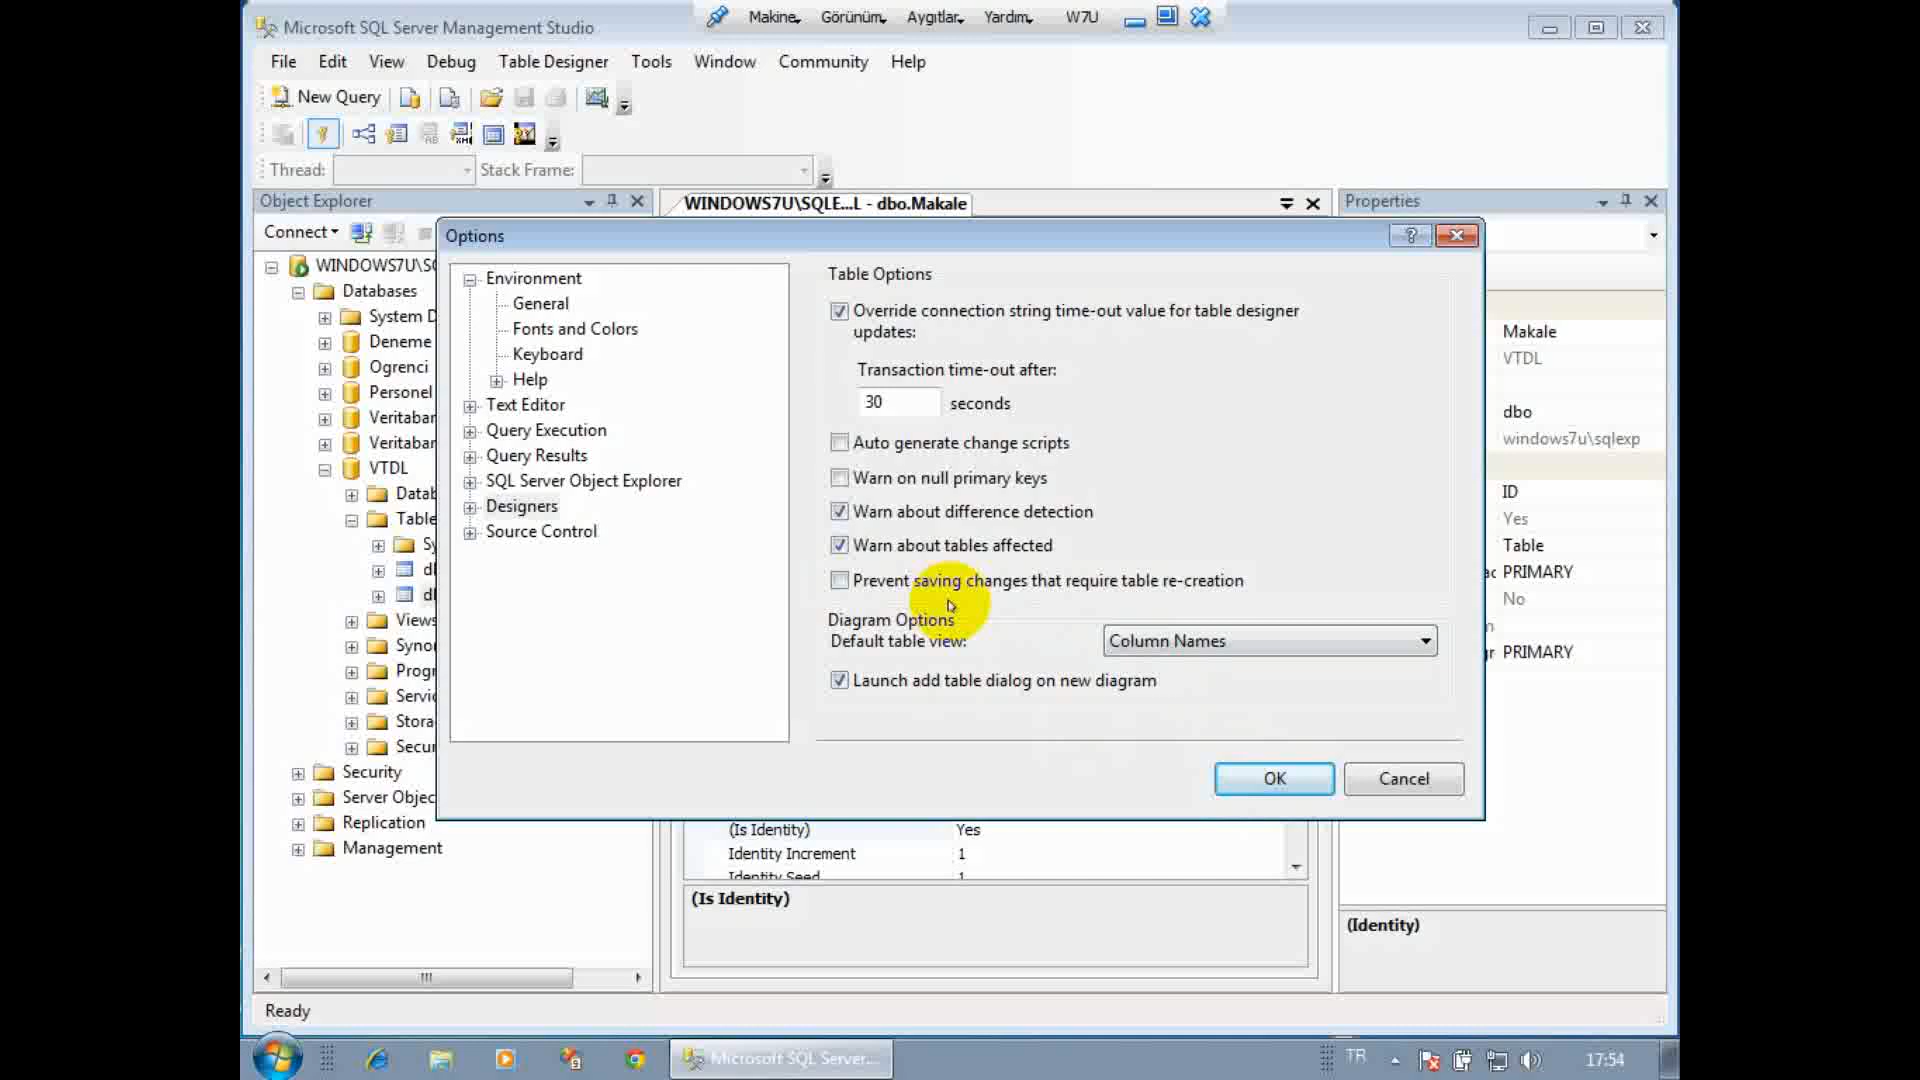 Makine
Görünüm
Aygıtlar
Yardım
W7U
Microsoft SQL Server Management Studio
File Edit View Debug Table Designer Tools Window Community Help
New Query
Thread:
Stack Frame:
Object Explorer
WINDOWS7U\SQLE...L - dbo.Makale
Properties
Connect
WINDOWS7U\SQ
Databases
System D
Deneme
Ogrenci
Personel
Veritabar
Veritabar
VTDL
Datab
Table
Sy
dl
dl
Views
Synor
Progr
Servic
Stora
Secur
Security
Server Objec
Replication
Management
Options
Environment
General
Fonts and Colors
Keyboard
Help
Text Editor
Query Execution
Query Results
SQL Server Object Explorer
Designers
Source Control
Table Options
Override connection string time-out value for table designer
updates:
Transaction time-out after:
30 seconds
Auto generate change scripts
Warn on null primary keys
Warn about difference detection
Warn about tables affected
Prevent saving changes that require table re-creation
Diagram Options
Default table view:
Column Names
Launch add table dialog on new diagram
OK
Cancel
Makale
VTDL
dbo
windows7u\sqlexp
ID
Yes
Table
PRIMARY
No
PRIMARY
(Is Identity) Yes
Identity Increment 1
Identity Seed 1
(Is Identity)
(Identity)
Ready
Microsoft SQL Server...
TR
17:54